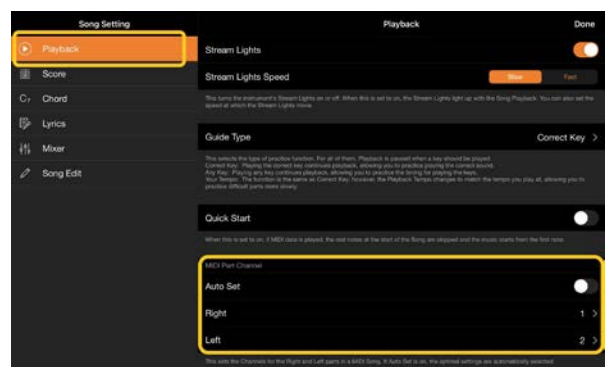 Song Setting
Playback
Done
Playback
Score
Chord
Lyrics
Mixer
Song Edit
Stream Lights
Stream Lights Speed
Slow
Fast
This turns the instrument's Stream Lights on or off. When this is set to on, the Stream Lights light up with the Song Playback. You can also set the
speed at which the Stream Lights move.
Guide Type
Correct Key
This selects the type of practice function. For all of them, Playback is paused when a key should be played.
Correct Key: Playing the correct key continues playback, allowing you to practice playing the correct sound.
Any Key: Playing any key continues playback, allowing you to practice the timing for playing the keys.
Your Tempo: The function is the same as Correct Key; however, the Playback Tempo changes to match the tempo you play at, allowing you to
practice difficult parts more slowly.
Quick Start
When this is set to on, if MIDI data is played, the rest notes at the start of the Song are skipped and the music starts from the first note.
MIDI Part Channel
Auto Set
Right
1 >
Left
2 >
This sets the Channels for the Right and Left parts in a MIDI Song. If Auto Set is on, the optimal settings are automatically selected.